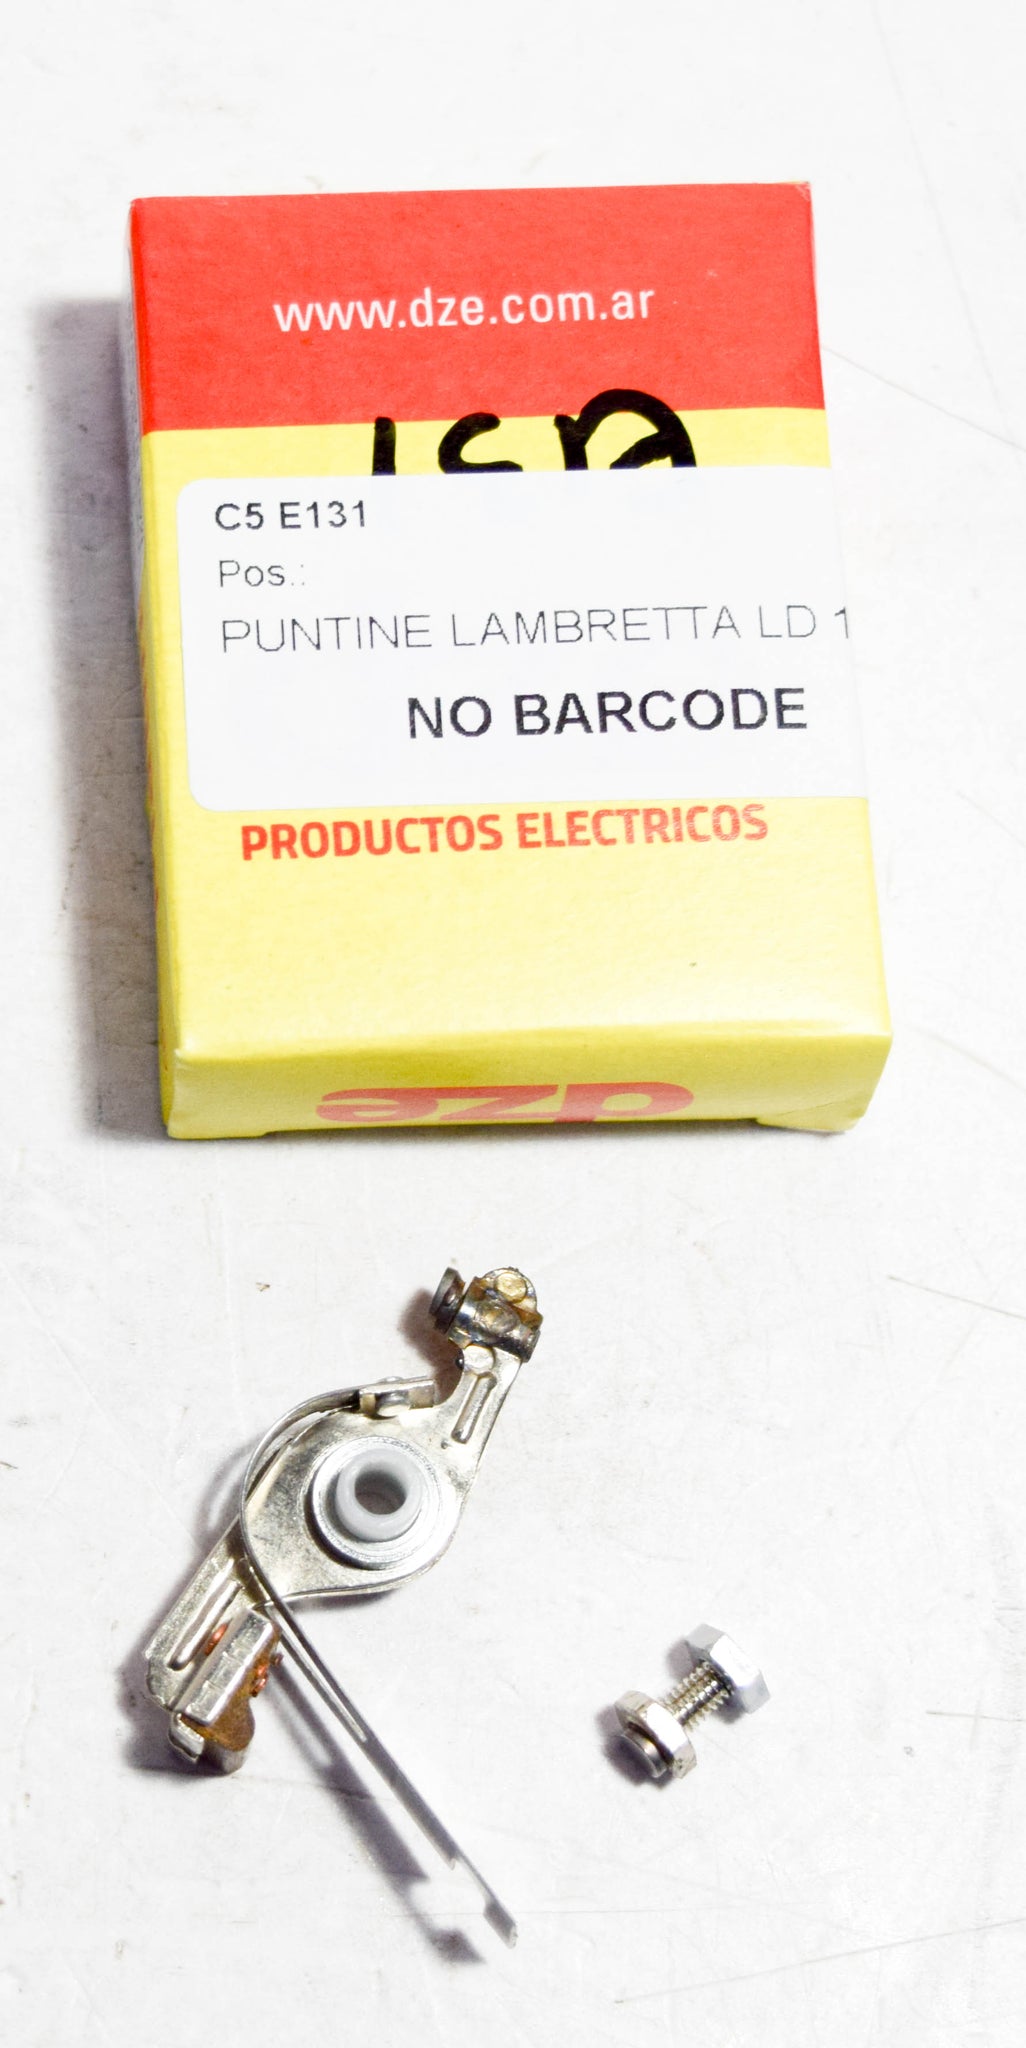 www.dze.com.ar
C5 E131
Pos.:
PUNTINE LAMBRETTA LD 1
NO BARCODE
PRODUCTOS ELECTRICOS
dze